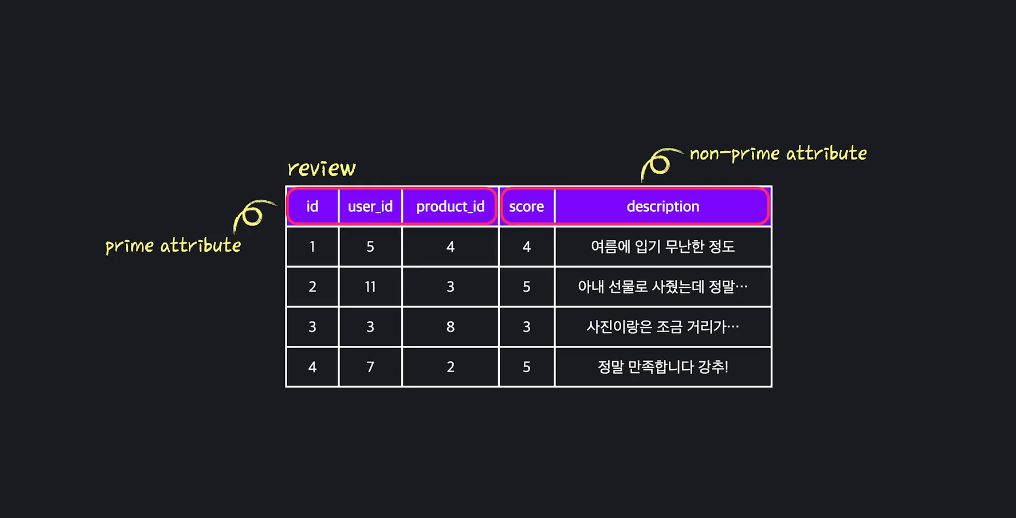 non-prime attribute
review
id user_id product_id score description
prime attribute
1 5 4 4 여름에 입기 무난한 정도
2 11 3 5 아내 선물로 사줬는데 정말…
3 3 8 3 사진이랑은 조금 거리가…
4 7 2 5 정말 만족합니다 강추!